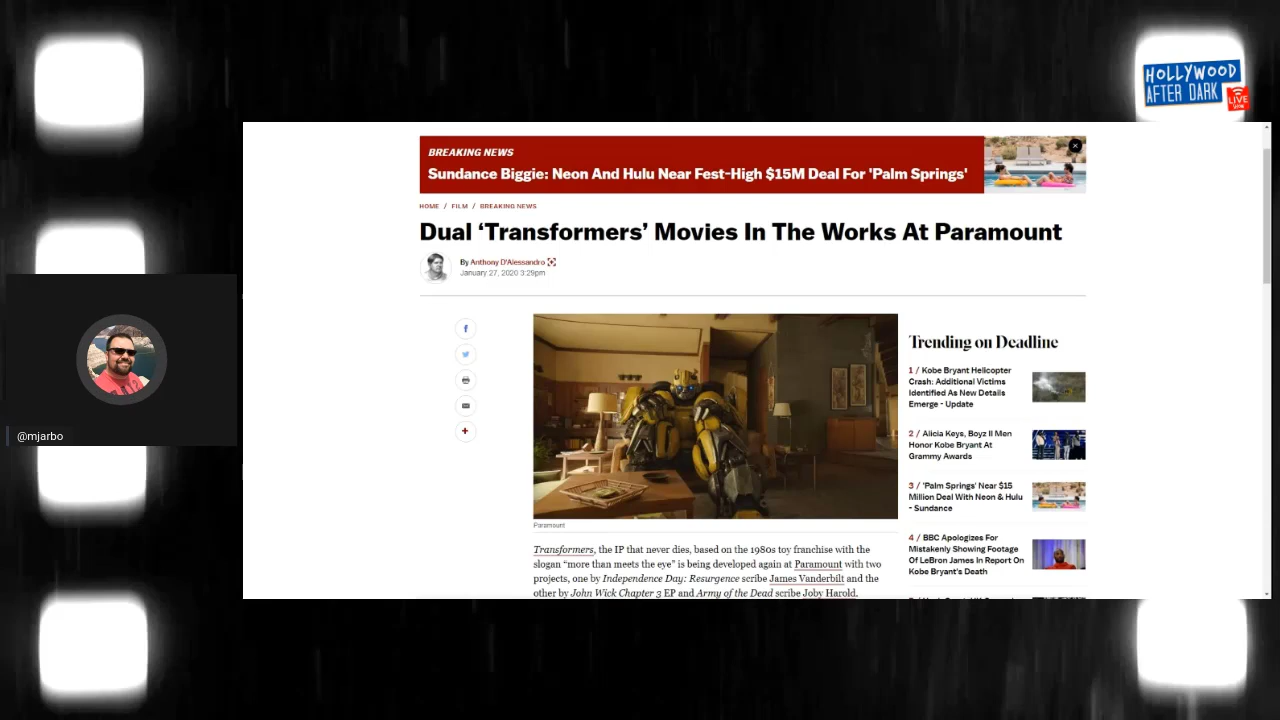 HOLLYWOOD
AFTER DARK
LIVE
SHOW
BREAKING NEWS
Sundance Biggie: Neon And Hulu Near Fest-High $15M Deal For 'Palm Springs'
HOME / FILM / BREAKING NEWS
Dual ‘Transformers’ Movies In The Works At Paramount
By Anthony D'Alessandro
January 27, 2020 3:29pm
Paramount
Transformers, the IP that never dies, based on the 1980s toy franchise with the
slogan “more than meets the eye” is being developed again at Paramount with two
projects, one by Independence Day: Resurgence scribe James Vanderbilt and the
other by John Wick Chapter 3 EP and Army of the Dead scribe Joby Harold.
Trending on Deadline
1 / Kobe Bryant Helicopter
Crash: Additional Victims
Identified As New Details
Emerge - Update
2 / Alicia Keys, Boyz II Men
Honor Kobe Bryant At
Grammy Awards
3 / 'Palm Springs' Near $15
Million Deal With Neon & Hulu
- Sundance
4 / BBC Apologizes For
Mistakenly Showing Footage
Of LeBron James In Report On
Kobe Bryant's Death
@mjarbo